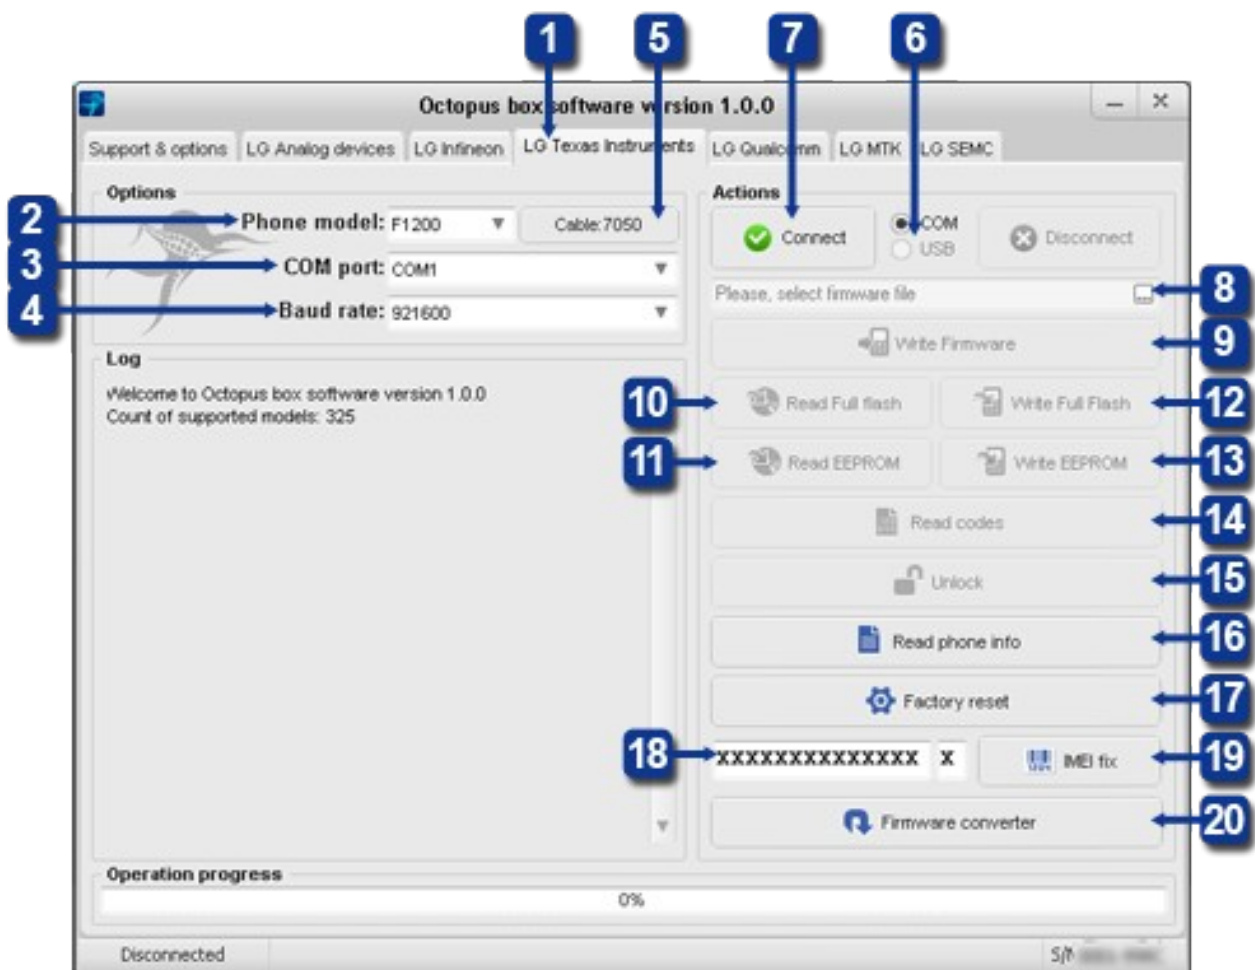 1 5 7 6
Octopus box software version 1.0.0
Support & options LG Analog devices LG Infineon LG Texas Instruments LG Qualcomm LG MTK LG SEMC
Options
2 Phone model: F1200 Cable:7050
3 COM port: COM1
4 Baud rate: 921600
Log
Welcome to Octopus box software version 1.0.0
Count of supported models: 325
Actions
Connect COM Disconnect
USB
Please, select firmware file ... 8
Write Firmware 9
10 Read Full flash Write Full Flash 12
11 Read EEPROM Write EEPROM 13
Read codes 14
Unlock 15
Read phone info 16
Factory reset 17
18 XXXXXXXXXXXXXX X IMEI fix 19
Firmware converter 20
Operation progress
0%
Disconnected S/N